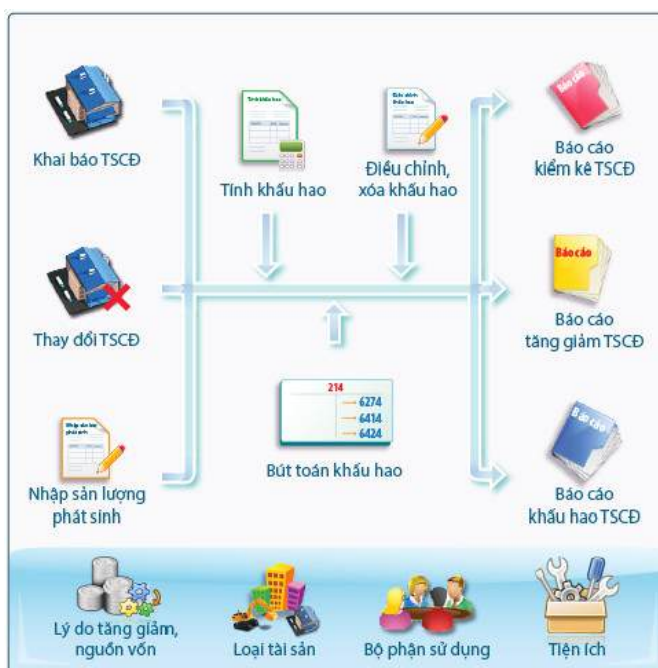 Khai báo TSCĐ
Tính khấu hao
Điều chỉnh,
xóa khấu hao
Báo cáo
Báo cáo
kiểm kê TSCĐ
Thay dổi TSCĐ
Báo cáo
Báo cáo
tăng giảm TSCĐ
214
6274
6414
6424
Bút toán khấu hao
Nhập sản lượng
phát sinh
Báo cáo
Báo cáo
khấu hao TSCĐ
Lý do tăng giảm,
nguồn vốn
Loại tài sản
Bộ phận sử dụng
Tiện ích